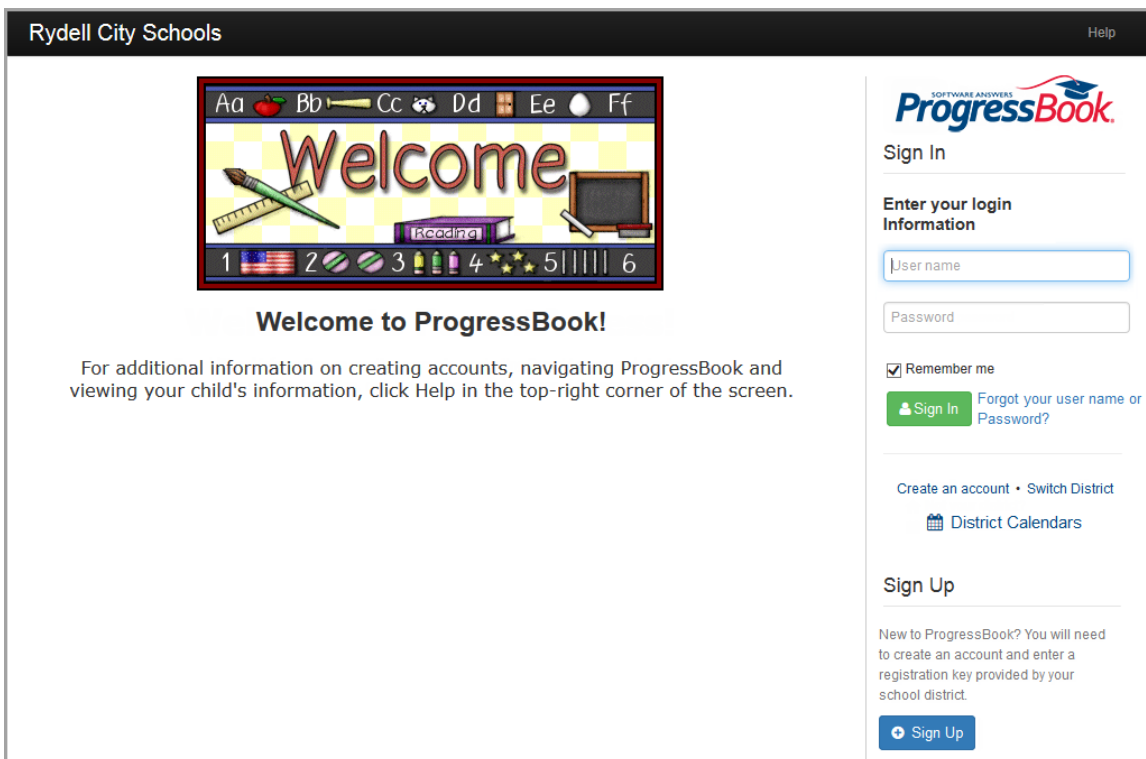 Rydell City Schools
Help
Aa Bb Cc Dd Ee Ff
Welcome
Reading
1 2 3 4 5 6
Welcome to ProgressBook!
For additional information on creating accounts, navigating ProgressBook and
viewing your child's information, click Help in the top-right corner of the screen.
SOFTWARE ANSWERS
ProgressBook.
Sign In
Enter your login
Information
User name
Password
Remember me
Sign In
Forgot your user name or
Password?
Create an account • Switch District
District Calendars
Sign Up
New to ProgressBook? You will need
to create an account and enter a
registration key provided by your
school district.
Sign Up